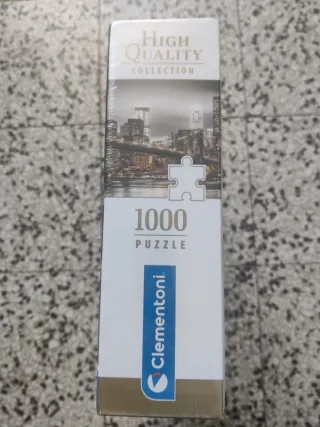 HIGH
QUALITY
COLLECTION
1000
PUZZLE
Clementoni